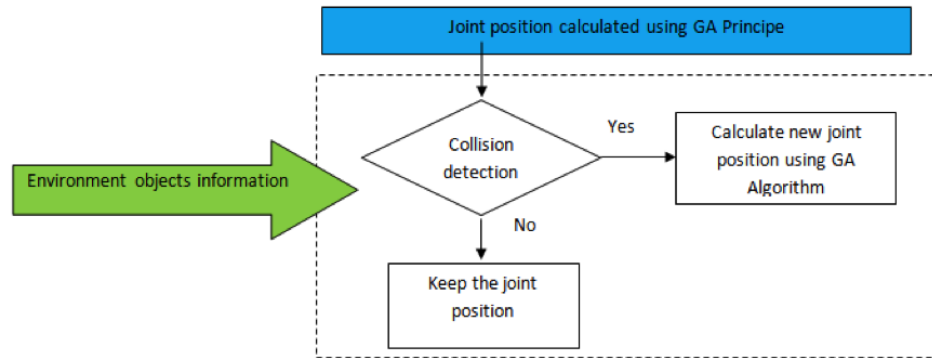 Joint position calculated using GA Principe
Yes
Collision
detection
Calculate new joint
position using GA
Algorithm
Environment objects information
No
Keep the joint
position